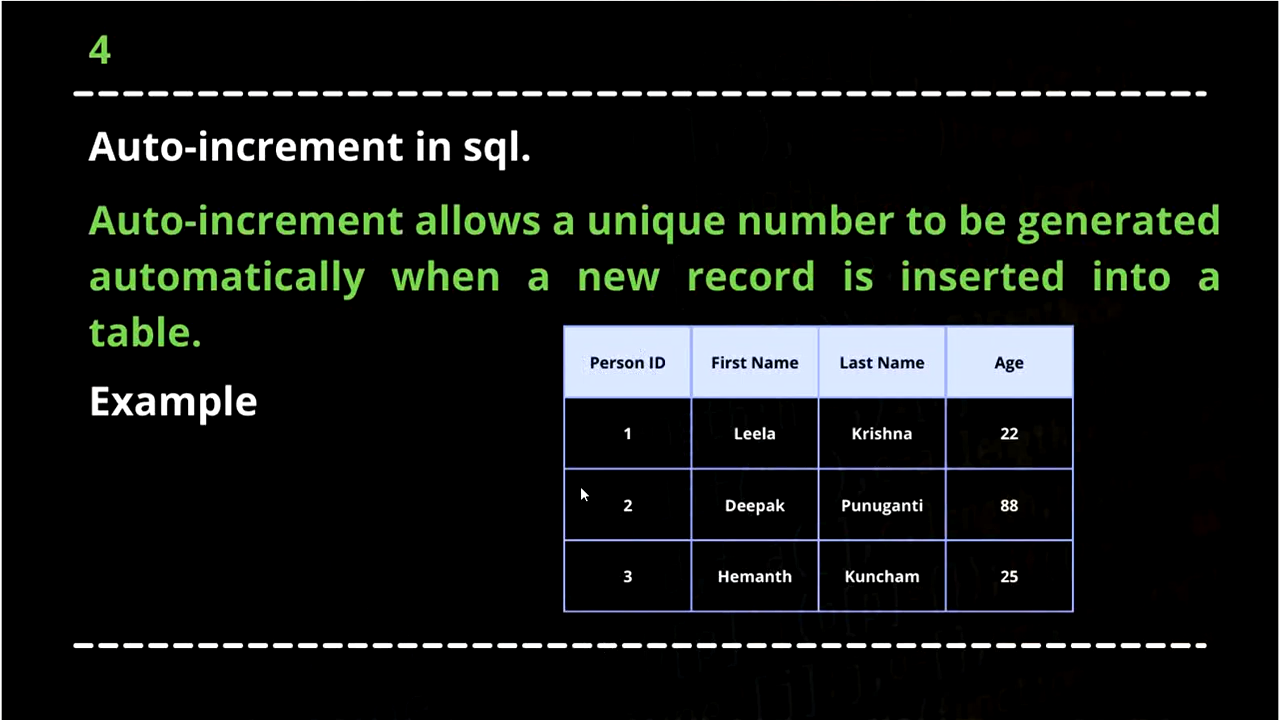 4
Auto-increment in sql.
Auto-increment allows a unique number to be generated
automatically when a new record is inserted into a
table.
Example
Person ID First Name Last Name Age
1 Leela Krishna 22
2 Deepak Punuganti 88
3 Hemanth Kuncham 25